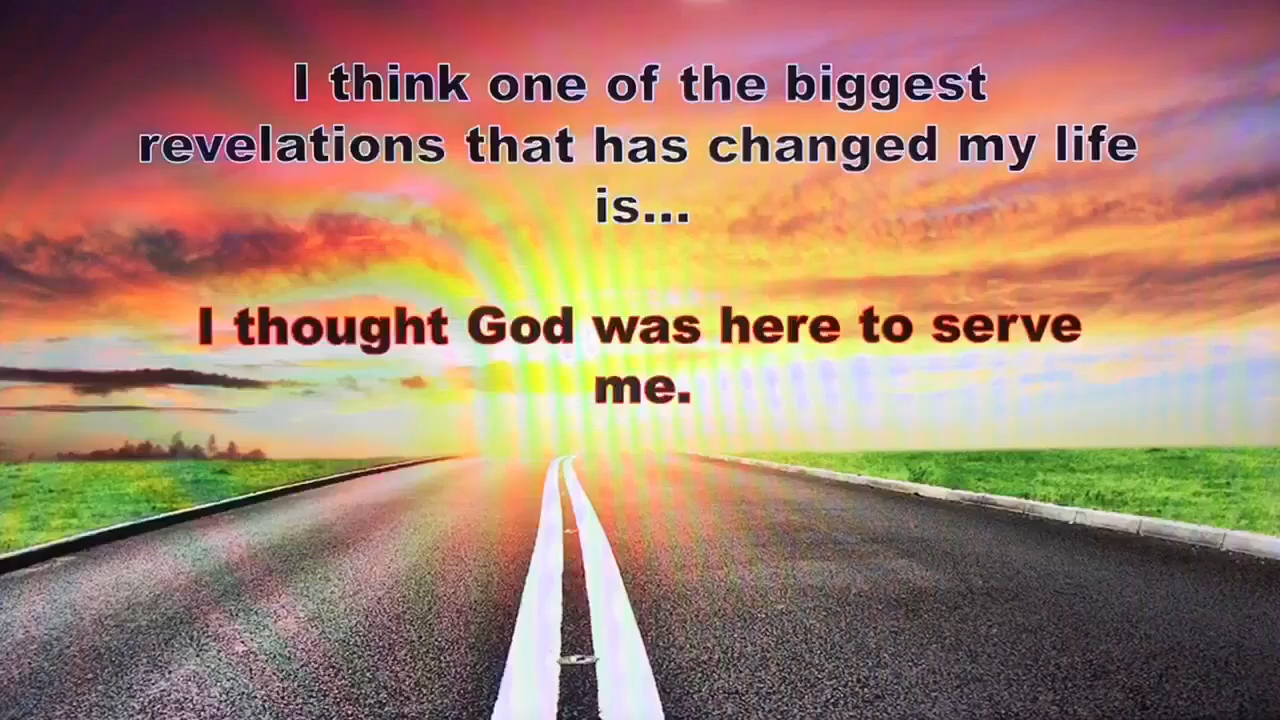 I think one of the biggest
revelations that has changed my life
is...
I thought God was here to serve
me.